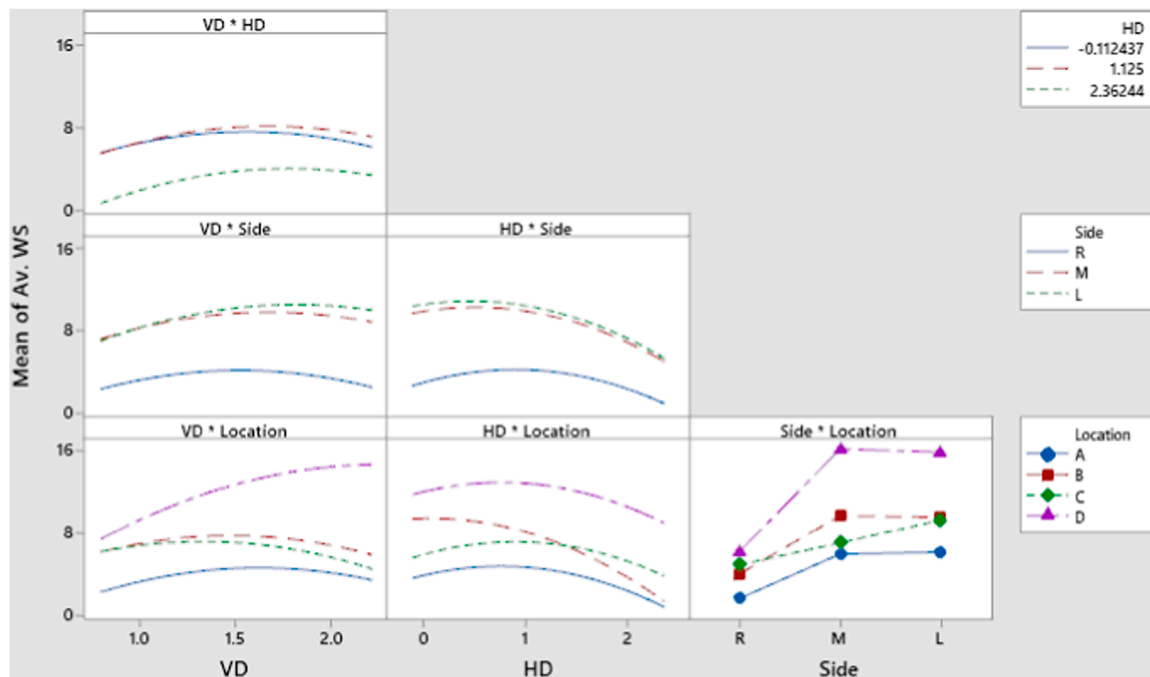 VD * HD
16
8
0
HD
-0.112437
1.125
2.36244
VD * Side
HD * Side
16
8
0
Side
R
M
L
Mean of Av. WS
VD * Location
HD * Location
Side * Location
16
8
0
Location
A
B
C
D
1.0 1.5 2.0
0 1 2
R M L
VD
HD
Side